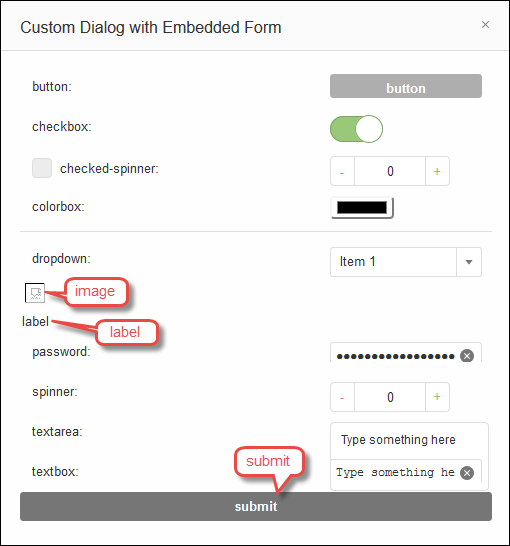 Custom Dialog with Embedded Form ×
button: button
checkbox:
checked-spinner: - 0 +
colorbox:
dropdown: Item 1
image
label label
password: ●●●●●●●●●●●●●●●●●
spinner: - 0 +
textarea: Type something here
submit
textbox: Type something he
submit